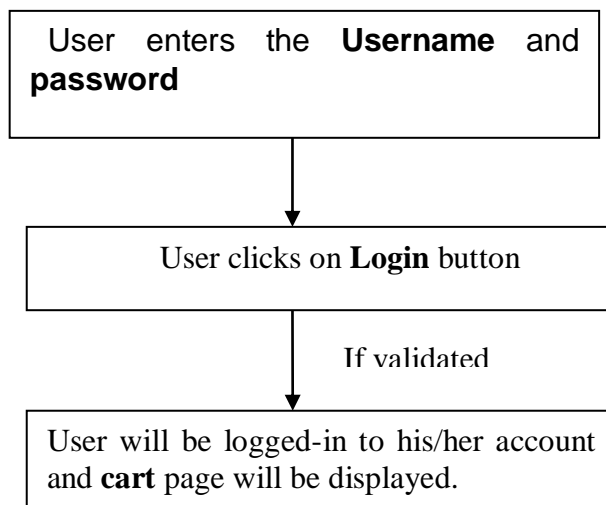 User enters the Username and
password
User clicks on Login button
If validated
User will be logged-in to his/her account
and cart page will be displayed.